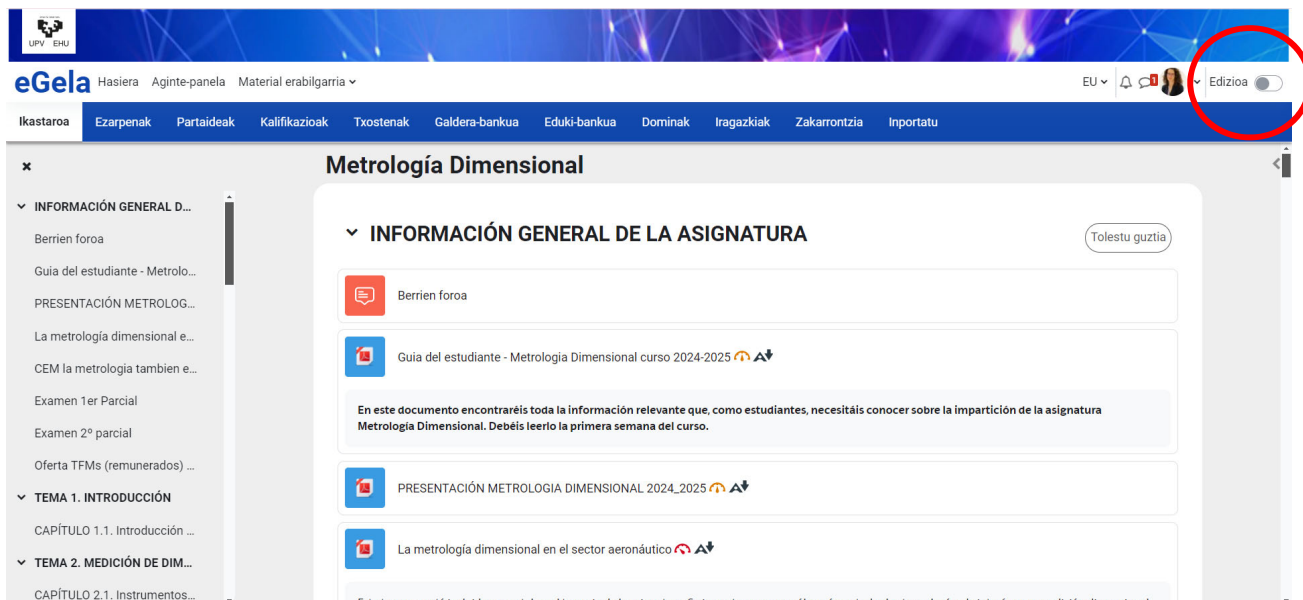 UPV EHU
eGela Hasiera Aginte-panela Material erabilgarria EU 1 Edizioa
Ikastaroa Ezarpenak Partaideak Kalifikazioak Txostenak Galdera-bankua Eduki-bankua Dominak Iragazkiak Zakarrontzia Inportatu
Metrología Dimensional
INFORMACIÓN GENERAL D...
Berrien foroa
Guia del estudiante - Metrolo...
PRESENTACIÓN METROLOG...
La metrología dimensional e...
CEM la metrologia tambien e...
Examen 1er Parcial
Examen 2º parcial
Oferta TFMs (remunerados) ...
TEMA 1. INTRODUCCIÓN
CAPÍTULO 1.1. Introducción ...
TEMA 2. MEDICIÓN DE DIM...
CAPÍTULO 2.1. Instrumentos...
INFORMACIÓN GENERAL DE LA ASIGNATURA
Tolestu guztia
Berrien foroa
Guia del estudiante - Metrologia Dimensional curso 2024-2025
En este documento encontraréis toda la información relevante que, como estudiantes, necesitáis conocer sobre la impartición de la asignatura
Metrología Dimensional. Debéis leerlo la primera semana del curso.
PRESENTACIÓN METROLOGIA DIMENSIONAL 2024_2025
La metrología dimensional en el sector aeronáutico